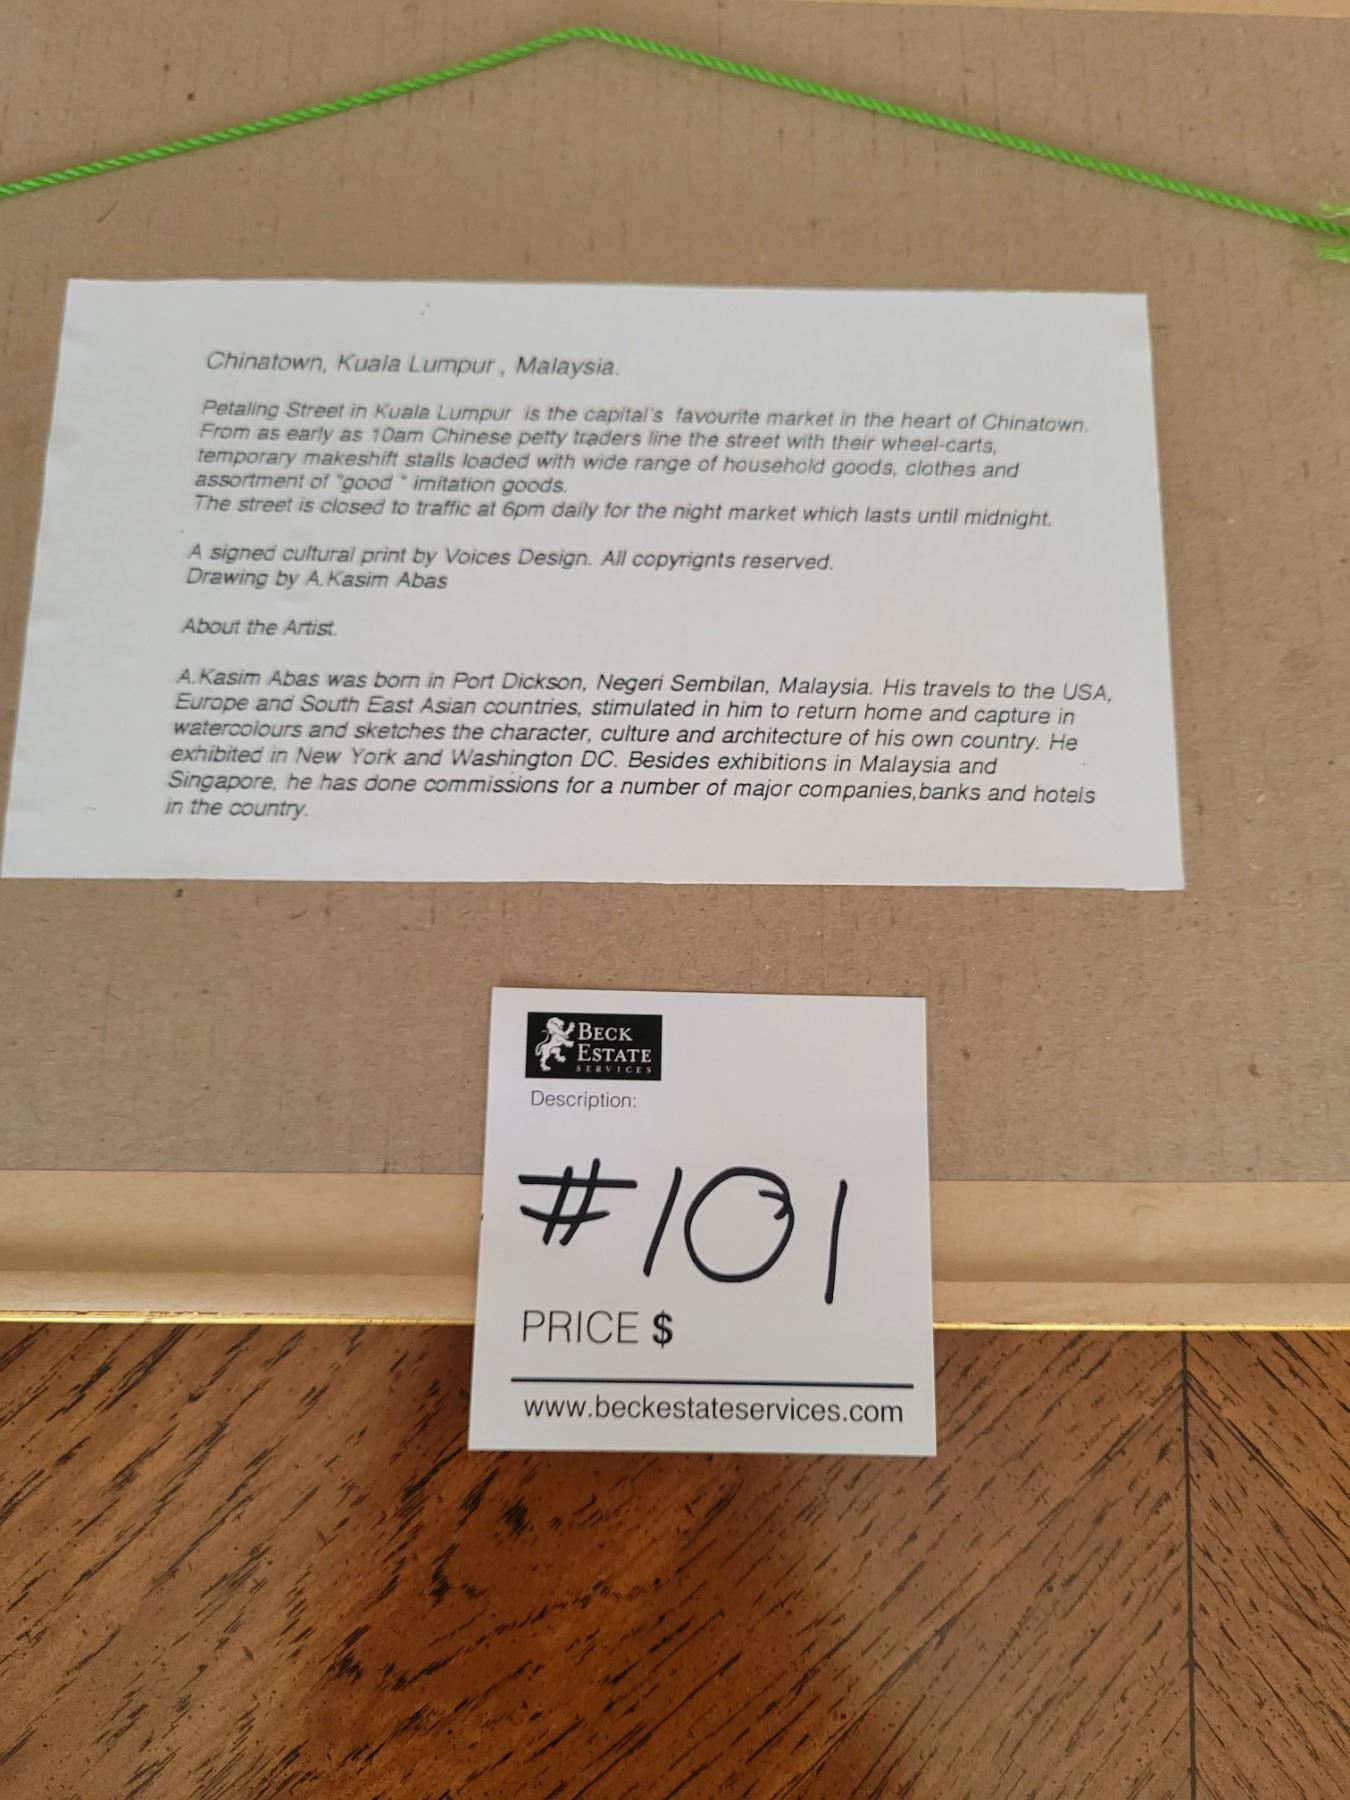 Chinatown, Kuala Lumpur , Malaysia.
Petaling Street in Kuala Lumpur is the capital's favourite market in the heart of Chinatown.
From as early as 10am Chinese petty traders line the street with their wheel-carts,
temporary makeshift stalls loaded with wide range of household goods, clothes and
assortment of "good " imitation goods.
The street is closed to traffic at 6pm daily for the night market which lasts until midnight.
A signed cultural print by Voices Design. All copyrignts reserved.
Drawing by A.Kasim Abas
About the Artist.
A.Kasim Abas was born in Port Dickson, Negeri Sembilan, Malaysia. His travels to the USA,
Europe and South East Asian countries, stimulated in him to return home and capture in
watercolours and sketches the character, culture and architecture of his own country. He
exhibited in New York and Washington DC. Besides exhibitions in Malaysia and
Singapore, he has done commissions for a number of major companies,banks and hotels
in the country.
BECK
ESTATE
SERVICES
Description:
#101
PRICE $
www.beckestateservices.com